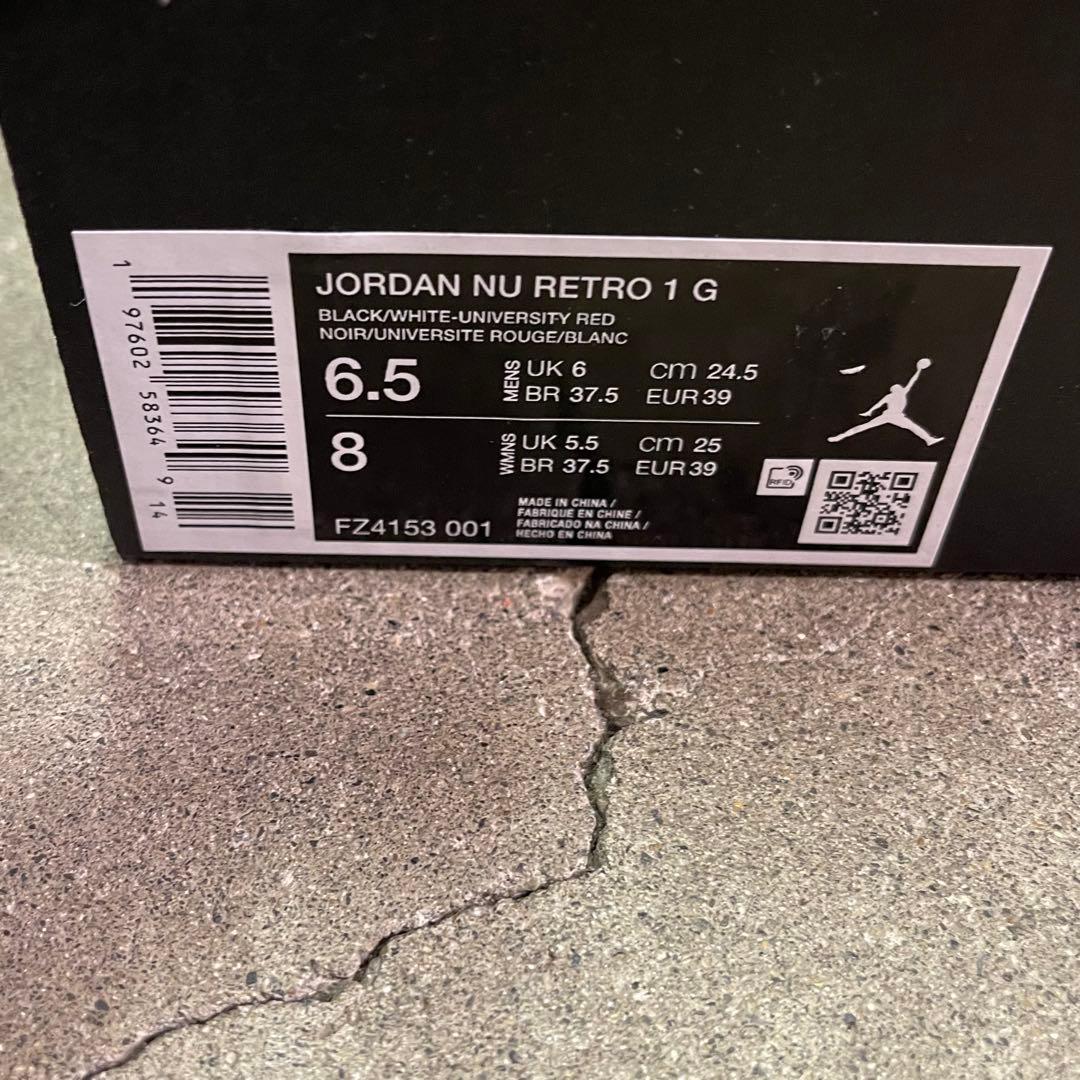 JORDAN NU RETRO 1 G
BLACK/WHITE-UNIVERSITY RED
NOIR/UNIVERSITE ROUGE/BLANC
6.5
MENS
UK 6 CM 24.5
BR 37.5 EUR 39
8
WMNS
UK 5.5 CM 25
BR 37.5 EUR 39
FZ4153 001
MADE IN CHINA /
FABRIQUE EN CHINE /
FABRICADO NA CHINA /
HECHO EN CHINA
RFID
1 97602 58364 9 14